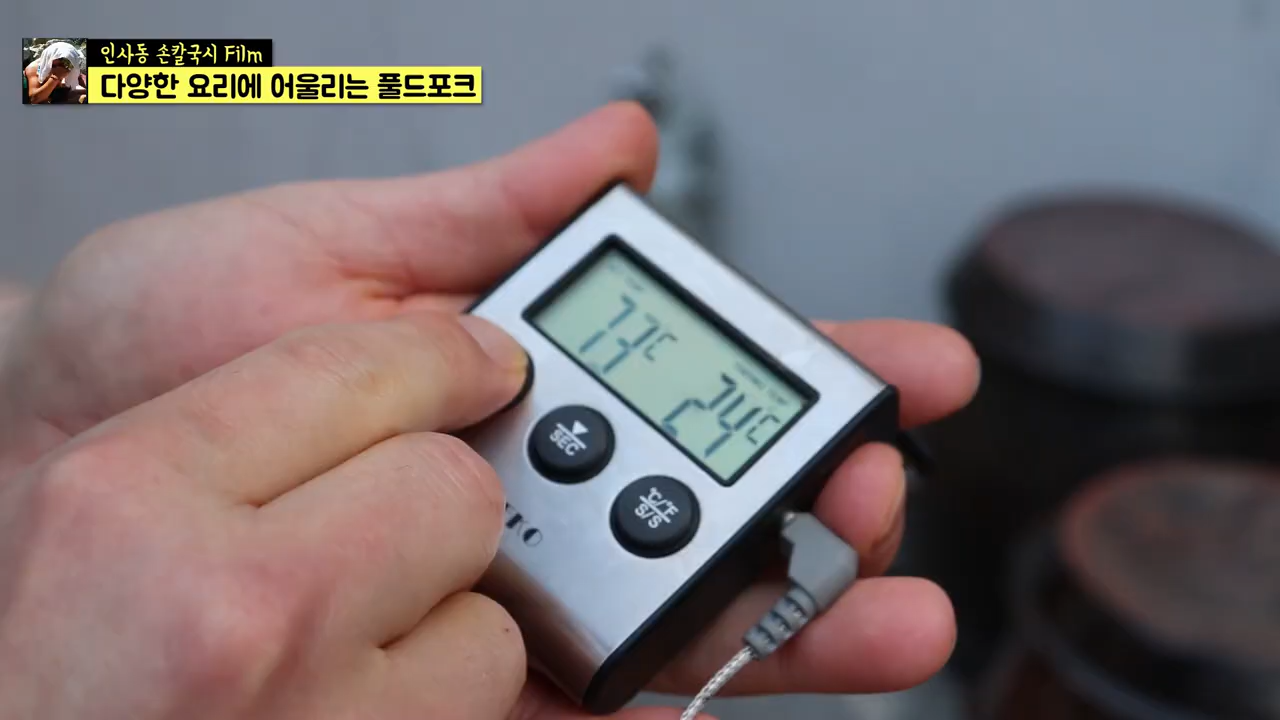 인사동 손칼국시 Film
다양한 요리에 어울리는 풀드포크
73°C
24°C
SEC
°C/°F
S/S